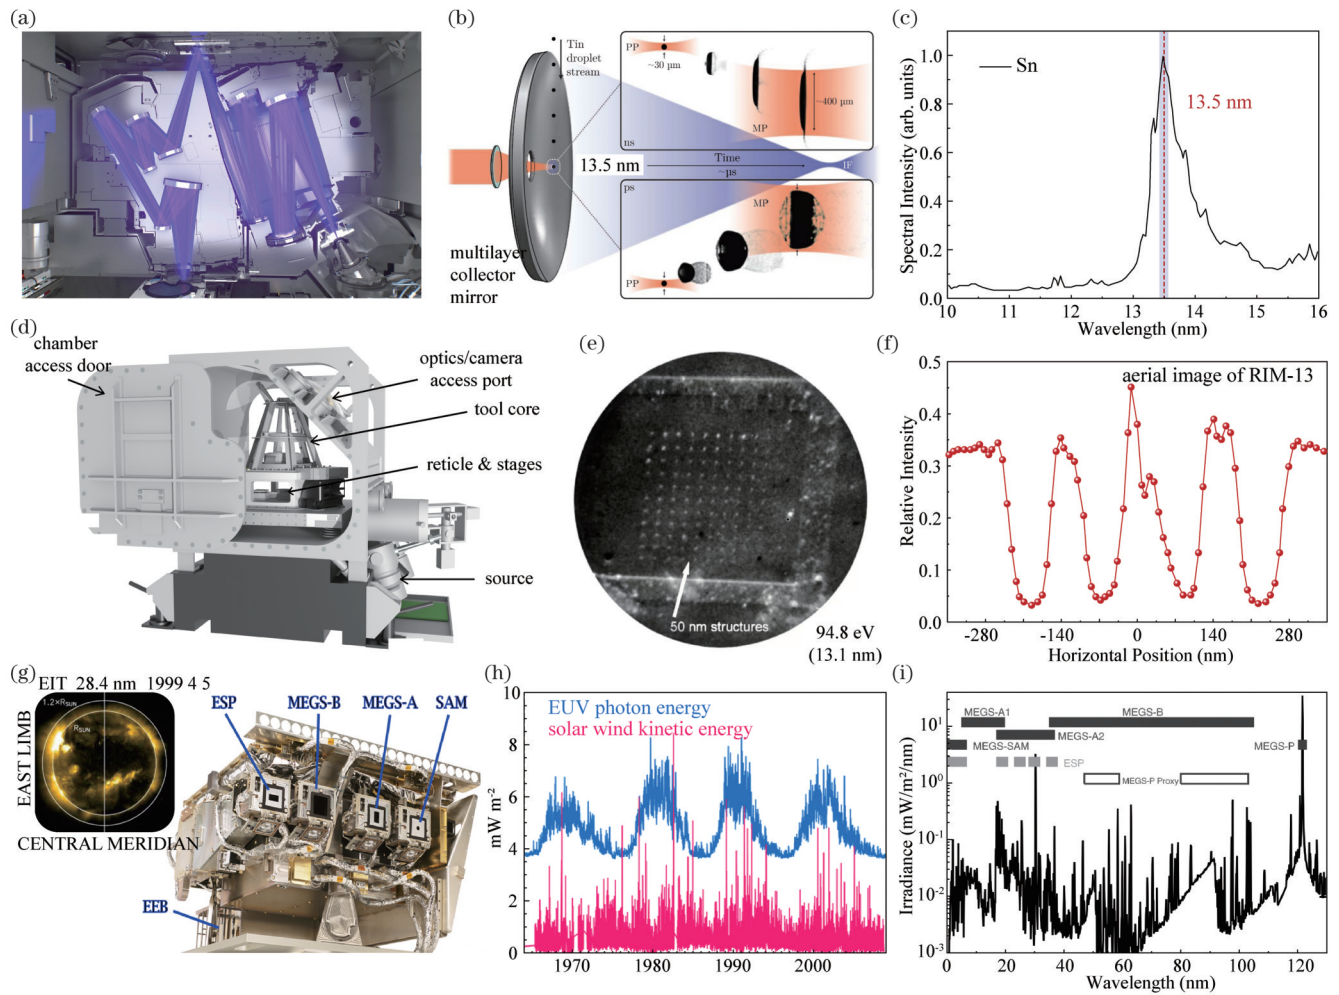 (a)
(b)
Tin
droplet
stream
PP
~30 μm
~400 μm
MP
ns
13.5 nm
Time
~μs
IF
ps
MP
PP
multilayer
collector
mirror
(c)
Spectral Intensity (arb. units)
1.0
0.8
0.6
0.4
0.2
0.0
Sn
13.5 nm
10 11 12 13 14 15 16
Wavelength (nm)
(d)
chamber
access door
optics/camera
access port
tool core
reticle & stages
source
(e)
50 nm structures
94.8 eV
(13.1 nm)
(f)
aerial image of RIM-13
Relative Intensity
0.5
0.4
0.3
0.2
0.1
0.0
-280 -140 0 140 280
Horizontal Position (nm)
(g)
EIT 28.4 nm 1999 4 5
1.2×RSUN
RSUN
EAST LIMB
CENTRAL MERIDIAN
ESP
MEGS-B
MEGS-A
SAM
EEB
(h)
EUV photon energy
solar wind kinetic energy
mW m⁻²
10
8
6
4
2
0
1970 1980 1990 2000
(i)
MEGS-A1
MEGS-B
MEGS-A2
MEGS-SAM
MEGS-P
ESP
MEGS-P Proxy
Irradiance (mW/m²/nm)
10¹
10⁰
10⁻¹
10⁻²
10⁻³
0 20 40 60 80 100 120
Wavelength (nm)